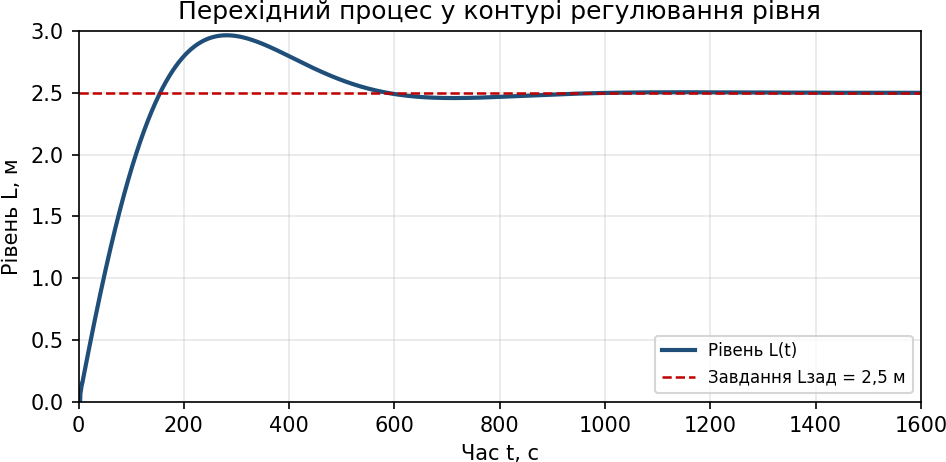 Перехідний процес у контурі регулювання рівня
3.0
2.5
2.0
1.5
1.0
0.5
0.0
Рівень L, м
0 200 400 600 800 1000 1200 1400 1600
Час t, с
Рівень L(t)
Завдання Lзад = 2,5 м